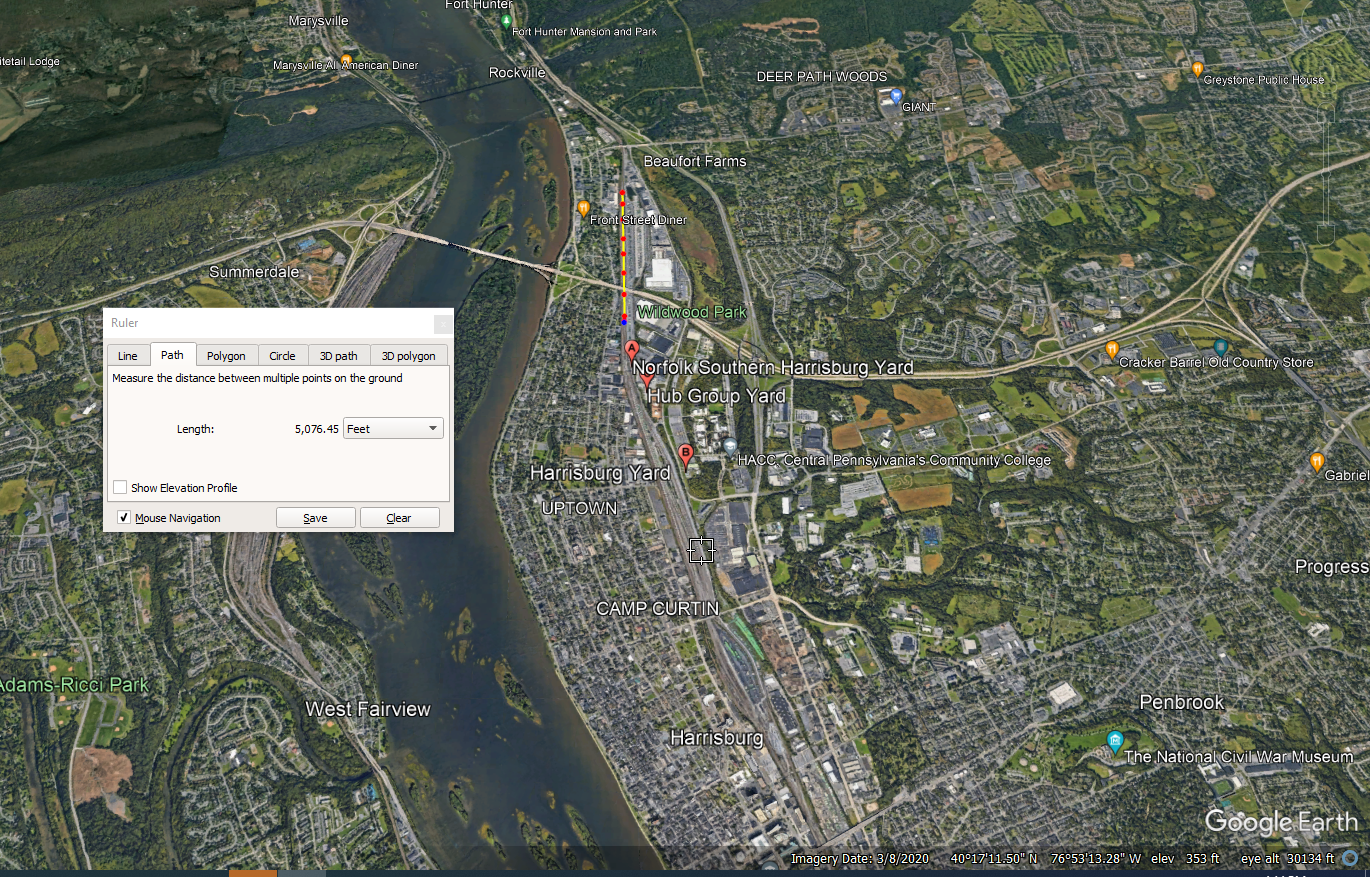 Fort Hunter
Marysville
Fort Hunter Mansion and Park
Marysville
American Diner
Lodge
Rockville
DEER PATH WOODS
Greystone Public House
GIANT
Beaufort Farms
Front Street Diner
Summerdale
Wildwood Park
Ruler
Line Path Polygon Circle 3D path 3D polygon
Measure the distance between multiple points on the ground
Length: 5,076.45 Feet
Show Elevation Profile
Mouse Navigation Save Clear
A
Norfolk Southern Harrisburg Yard
Cracker Barrel Old Country Store
Hub Group Yard
B
HACC, Central Pennsylvania's Community College
Harrisburg Yard
Gabriel
UPTOWN
Progress
CAMP CURTIN
Adams-Ricci Park
West Fairview
Penbrook
Harrisburg
The National Civil War Museum
Google Earth
Imagery Date: 3/8/2020 40°17'11.50" N 76°53'13.28" W elev 353 ft eye alt 30134 ft